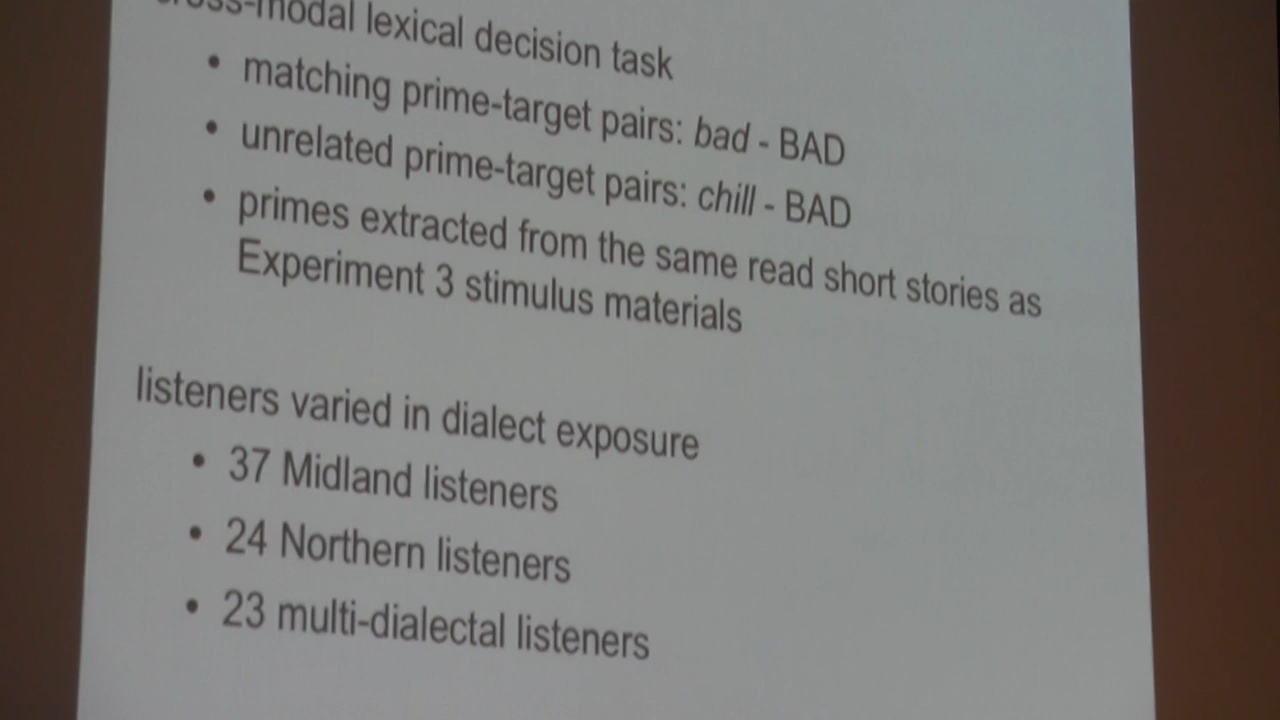 cross-modal lexical decision task
• matching prime-target pairs: bad - BAD
• unrelated prime-target pairs: chill - BAD
• primes extracted from the same read short stories as
Experiment 3 stimulus materials
listeners varied in dialect exposure
• 37 Midland listeners
• 24 Northern listeners
• 23 multi-dialectal listeners